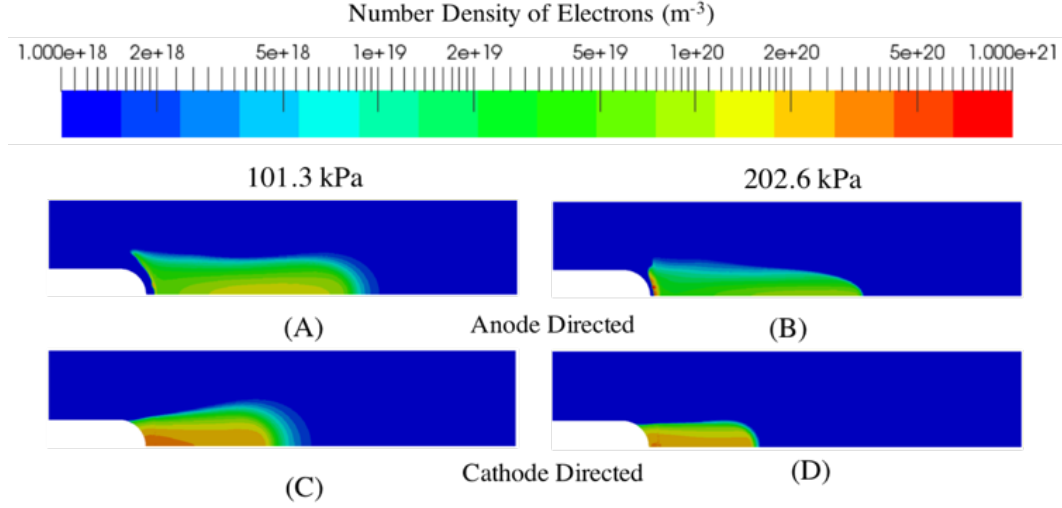 Number Density of Electrons (m⁻³)
1.000e+18 2e+18 5e+18 1e+19 2e+19 5e+19 1e+20 2e+20 5e+20 1.000e+21
101.3 kPa 202.6 kPa
(A) Anode Directed (B)
(C) Cathode Directed (D)